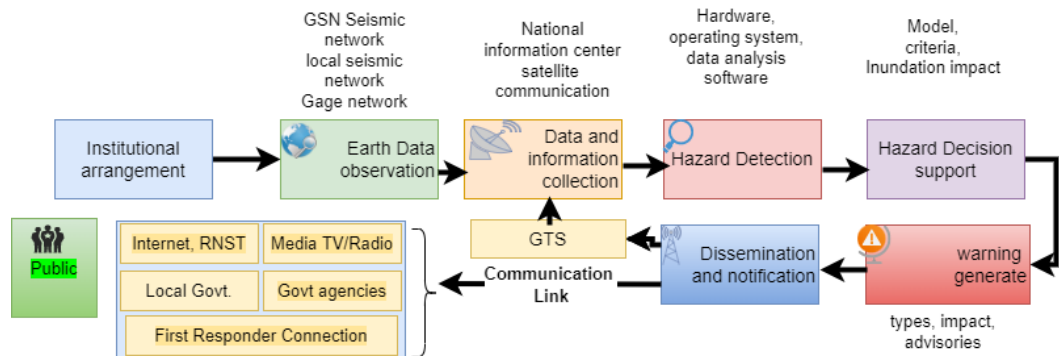 GSN Seismic
network
local seismic
network
Gage network
National
information center
satellite
communication
Hardware,
operating system,
data analysis
software
Model,
criteria,
Inundation impact
Institutional
arrangement
Earth Data
observation
Data and
information
collection
Hazard Detection
Hazard Decision
support
Public
Internet, RNST
Media TV/Radio
Local Govt.
Govt agencies
First Responder Connection
GTS
Communication
Link
Dissemination
and notification
warning
generate
types, impact,
advisories